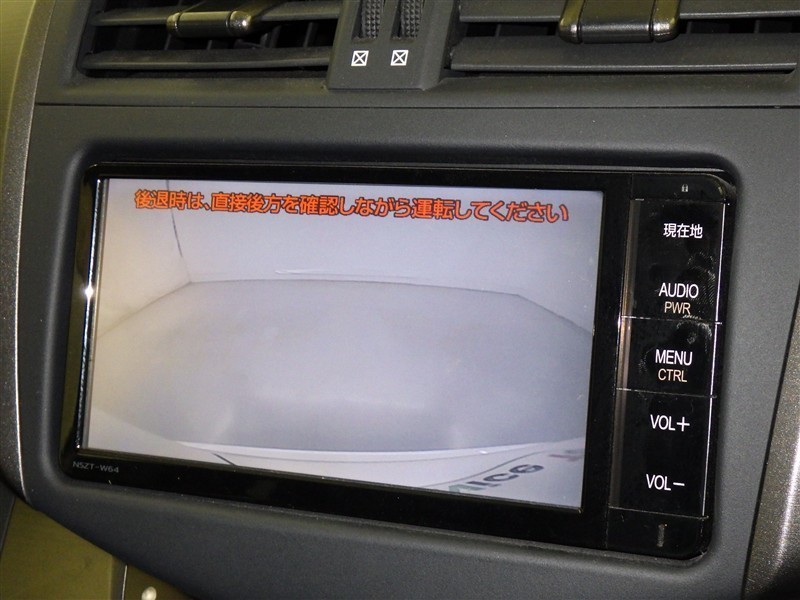 後退時は、直接後方を確認しながら運転してください
現在地
AUDIO
PWR
MENU
CTRL
VOL+
VOL-
NSZT-W64